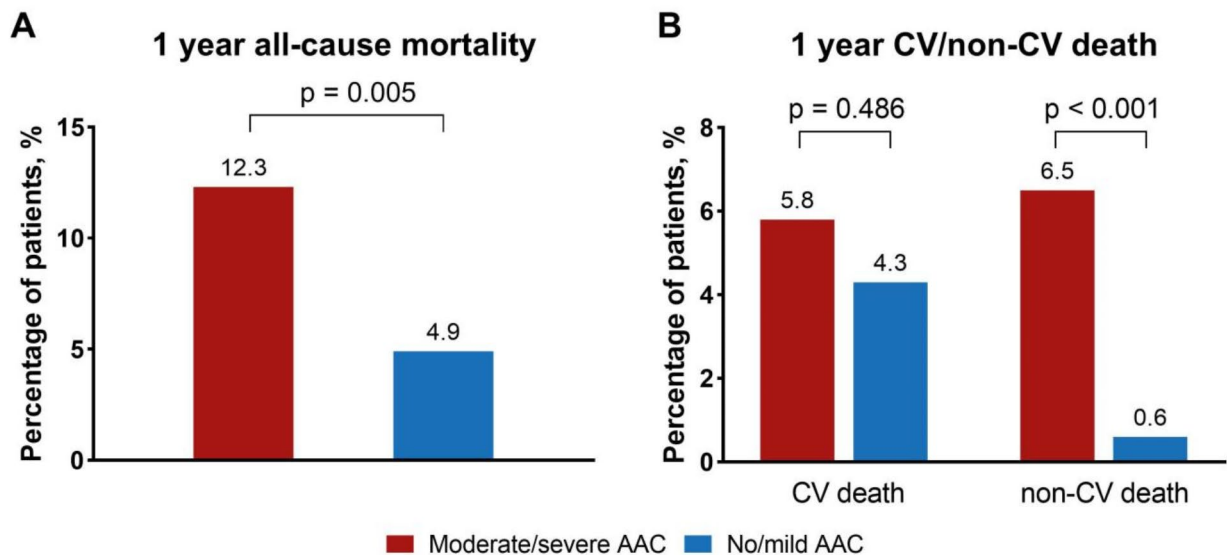 A
1 year all-cause mortality
p = 0.005
Percentage of patients, %
15
10
5
0
12.3
4.9
B
1 year CV/non-CV death
p = 0.486
p < 0.001
Percentage of patients, %
8
6
4
2
0
5.8
4.3
6.5
0.6
CV death
non-CV death
Moderate/severe AAC
No/mild AAC